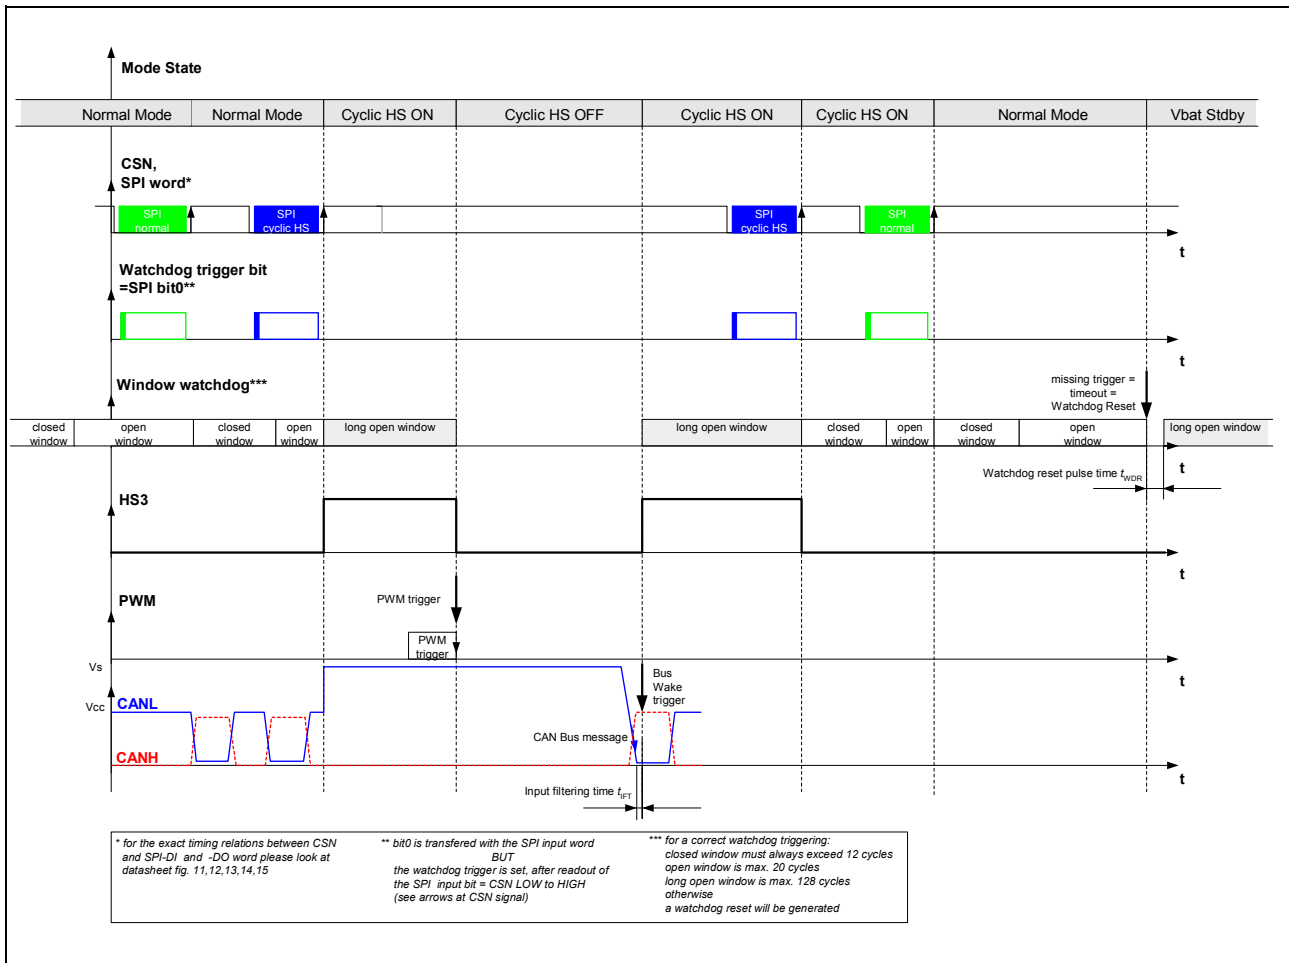 Mode State
Normal Mode Normal Mode Cyclic HS ON Cyclic HS OFF Cyclic HS ON Cyclic HS ON Normal Mode Vbat Stdby
CSN,
SPI word*
SPI SPI SPI SPI
normal cyclic HS cyclic HS normal
t
Watchdog trigger bit
=SPI bit0**
t
Window watchdog***
missing trigger =
timeout =
Watchdog Reset
closed open closed open long open window long open window closed open closed open long open window
window window window window window window window window
t
Watchdog reset pulse time tWDR
HS3
t
PWM
PWM trigger
PWM
trigger
Vs
t
Bus
Wake
trigger
Vcc
CANL
CAN Bus message
CANH
t
Input filtering time tIFT
* for the exact timing relations between CSN
and SPI-DI and -DO word please look at
datasheet fig. 11,12,13,14,15
** bit0 is transfered with the SPI input word
BUT
the watchdog trigger is set, after readout of
the SPI input bit = CSN LOW to HIGH
(see arrows at CSN signal)
*** for a correct watchdog triggering:
closed window must always exceed 12 cycles
open window is max. 20 cycles
long open window is max. 128 cycles
otherwise
a watchdog reset will be generated